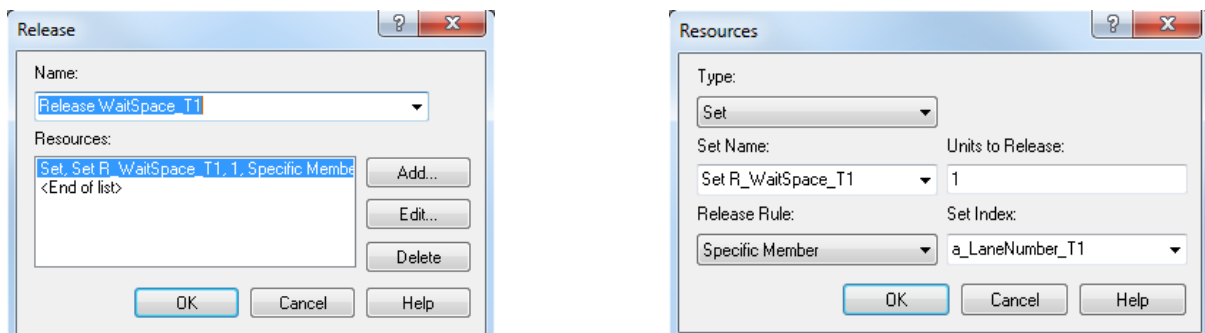 Release
Name:
Release WaitSpace_T1
Resources:
Set, Set R_WaitSpace_T1, 1, Specific Membe
<End of list>
Add...
Edit...
Delete
OK Cancel Help
Resources
Type:
Set
Set Name: Units to Release:
Set R_WaitSpace_T1 1
Release Rule: Set Index:
Specific Member a_LaneNumber_T1
OK Cancel Help